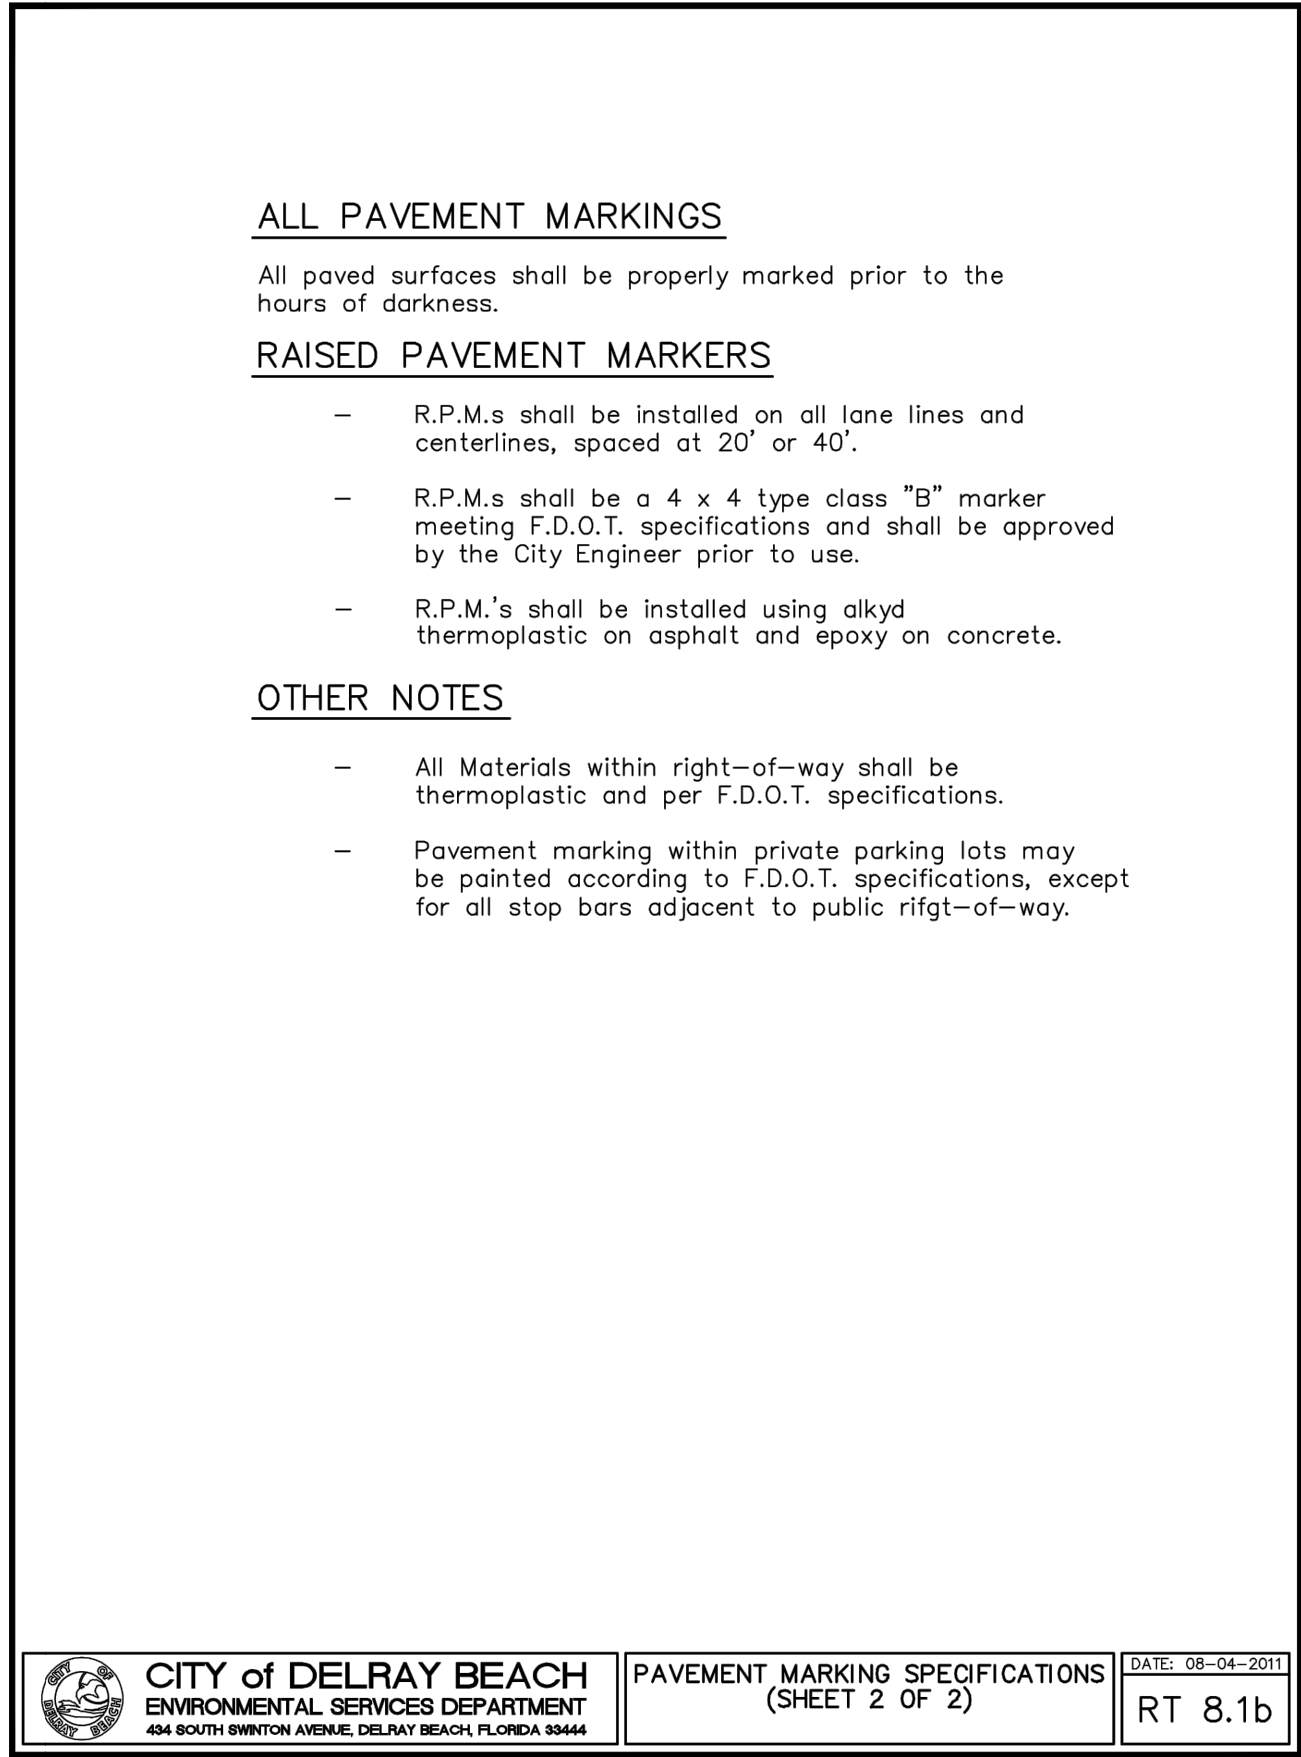 ALL PAVEMENT MARKINGS
All paved surfaces shall be properly marked prior to the
hours of darkness.
RAISED PAVEMENT MARKERS
— R.P.M.s shall be installed on all lane lines and
centerlines, spaced at 20' or 40'.
— R.P.M.s shall be a 4 x 4 type class "B" marker
meeting F.D.O.T. specifications and shall be approved
by the City Engineer prior to use.
— R.P.M.'s shall be installed using alkyd
thermoplastic on asphalt and epoxy on concrete.
OTHER NOTES
— All Materials within right—of—way shall be
thermoplastic and per F.D.O.T. specifications.
— Pavement marking within private parking lots may
be painted according to F.D.O.T. specifications, except
for all stop bars adjacent to public rifgt—of—way.
CITY OF
DELRAY BEACH
CITY of DELRAY BEACH
ENVIRONMENTAL SERVICES DEPARTMENT
434 SOUTH SWINTON AVENUE, DELRAY BEACH, FLORIDA 33444
PAVEMENT MARKING SPECIFICATIONS
(SHEET 2 OF 2)
DATE: 08—04—2011
RT 8.1b